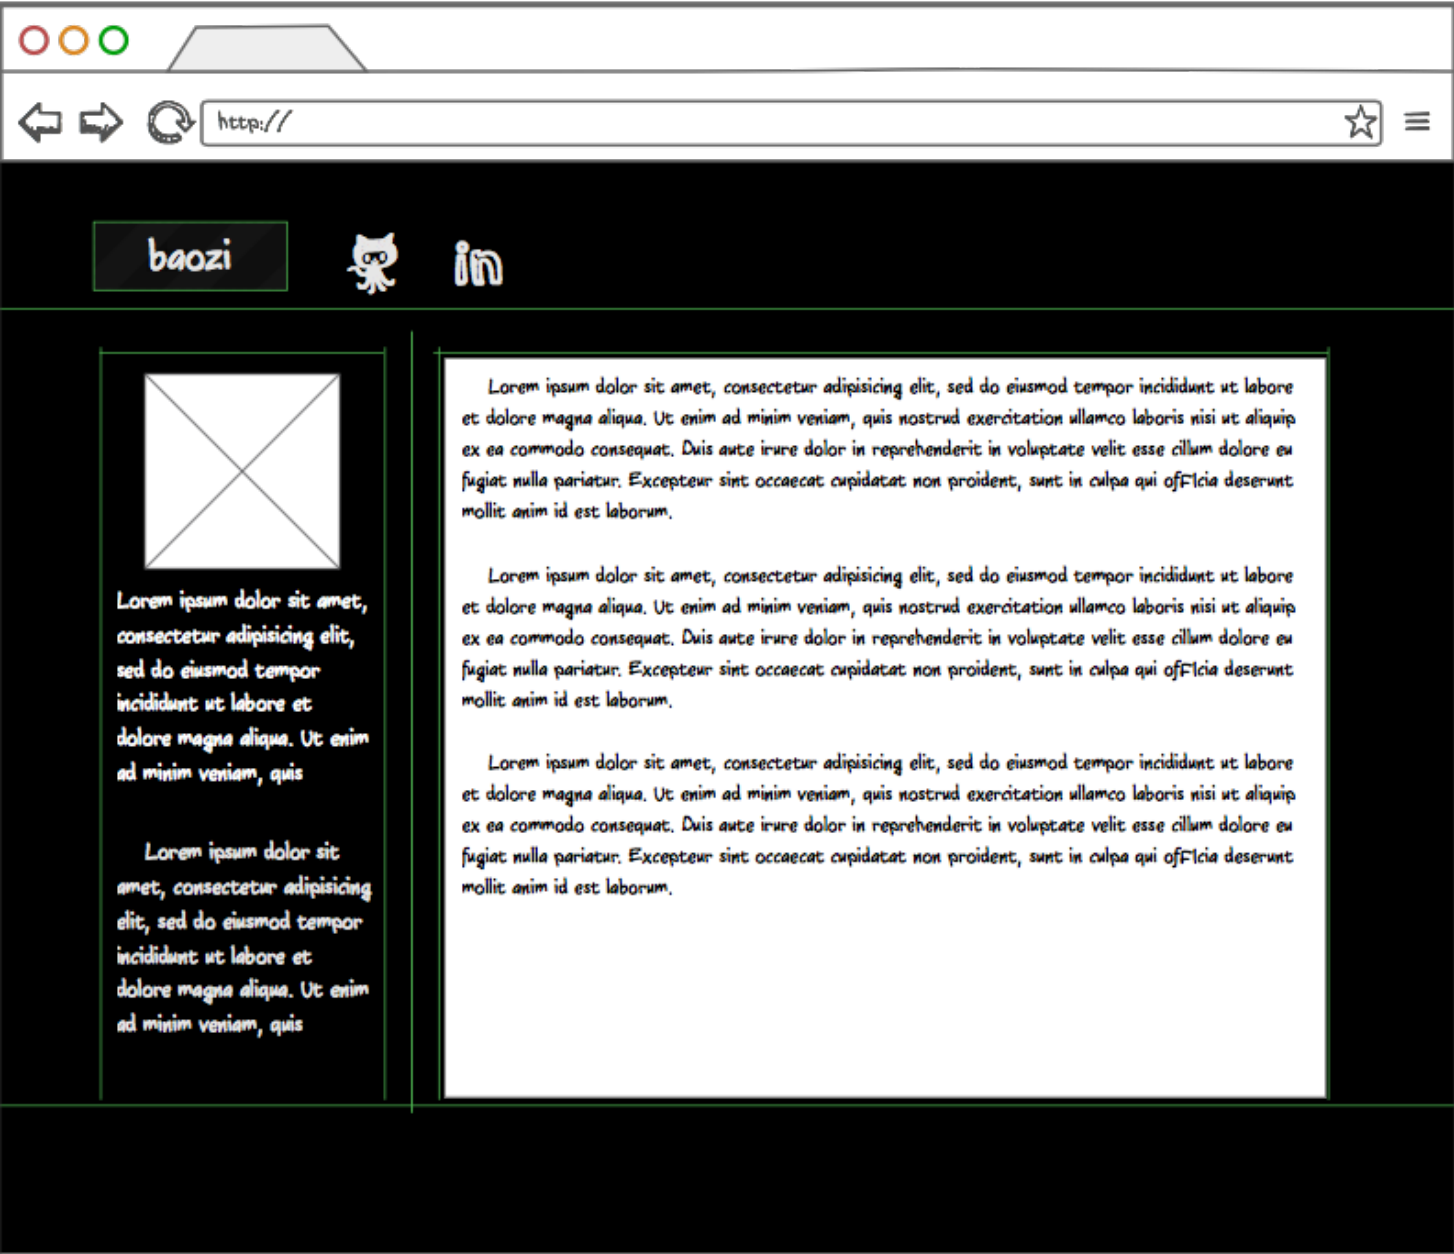 http://
baozi
in
Lorem ipsum dolor sit amet,
consectetur adipisicing elit,
sed do eiusmod tempor
incididunt ut labore et
dolore magna aliqua. Ut enim
ad minim veniam, quis
Lorem ipsum dolor sit
amet, consectetur adipisicing
elit, sed do eiusmod tempor
incididunt ut labore et
dolore magna aliqua. Ut enim
ad minim veniam, quis
Lorem ipsum dolor sit amet, consectetur adipisicing elit, sed do eiusmod tempor incididunt ut labore
et dolore magna aliqua. Ut enim ad minim veniam, quis nostrud exercitation ullamco laboris nisi ut aliquip
ex ea commodo consequat. Duis aute irure dolor in reprehenderit in voluptate velit esse cillum dolore eu
fugiat nulla pariatur. Excepteur sint occaecat cupidatat non proident, sunt in culpa qui ofFlcia deserunt
mollit anim id est laborum.
Lorem ipsum dolor sit amet, consectetur adipisicing elit, sed do eiusmod tempor incididunt ut labore
et dolore magna aliqua. Ut enim ad minim veniam, quis nostrud exercitation ullamco laboris nisi ut aliquip
ex ea commodo consequat. Duis aute irure dolor in reprehenderit in voluptate velit esse cillum dolore eu
fugiat nulla pariatur. Excepteur sint occaecat cupidatat non proident, sunt in culpa qui ofFlcia deserunt
mollit anim id est laborum.
Lorem ipsum dolor sit amet, consectetur adipisicing elit, sed do eiusmod tempor incididunt ut labore
et dolore magna aliqua. Ut enim ad minim veniam, quis nostrud exercitation ullamco laboris nisi ut aliquip
ex ea commodo consequat. Duis aute irure dolor in reprehenderit in voluptate velit esse cillum dolore eu
fugiat nulla pariatur. Excepteur sint occaecat cupidatat non proident, sunt in culpa qui ofFlcia deserunt
mollit anim id est laborum.